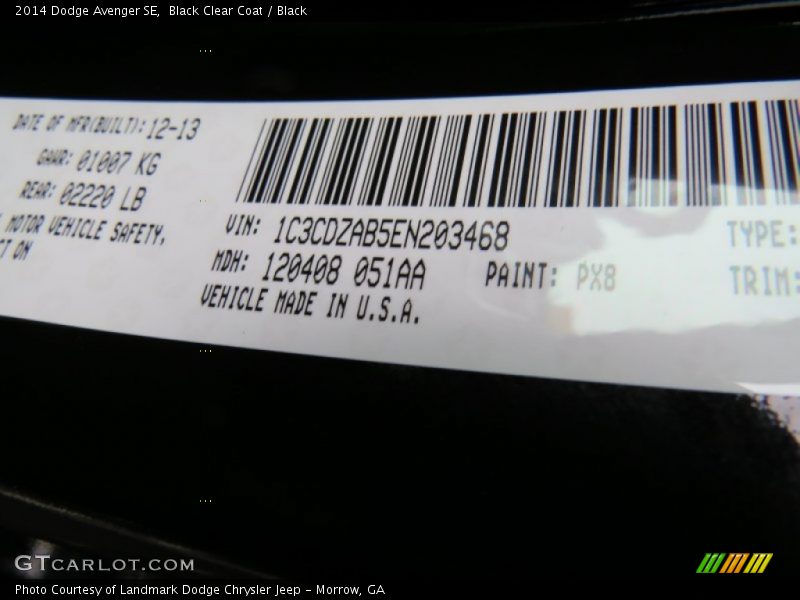 2014 Dodge Avenger SE, Black Clear Coat / Black
DATE OF MFR(BUILT): 12-13
GAWR: 01007 KG
REAR: 02220 LB
MOTOR VEHICLE SAFETY,
ON
VIN: 1C3CDZAB5EN203468
MDH: 120408 051AA
PAINT: PX8
VEHICLE MADE IN U.S.A.
TYPE:
TRIM:
GTCARLOT.COM
Photo Courtesy of Landmark Dodge Chrysler Jeep - Morrow, GA